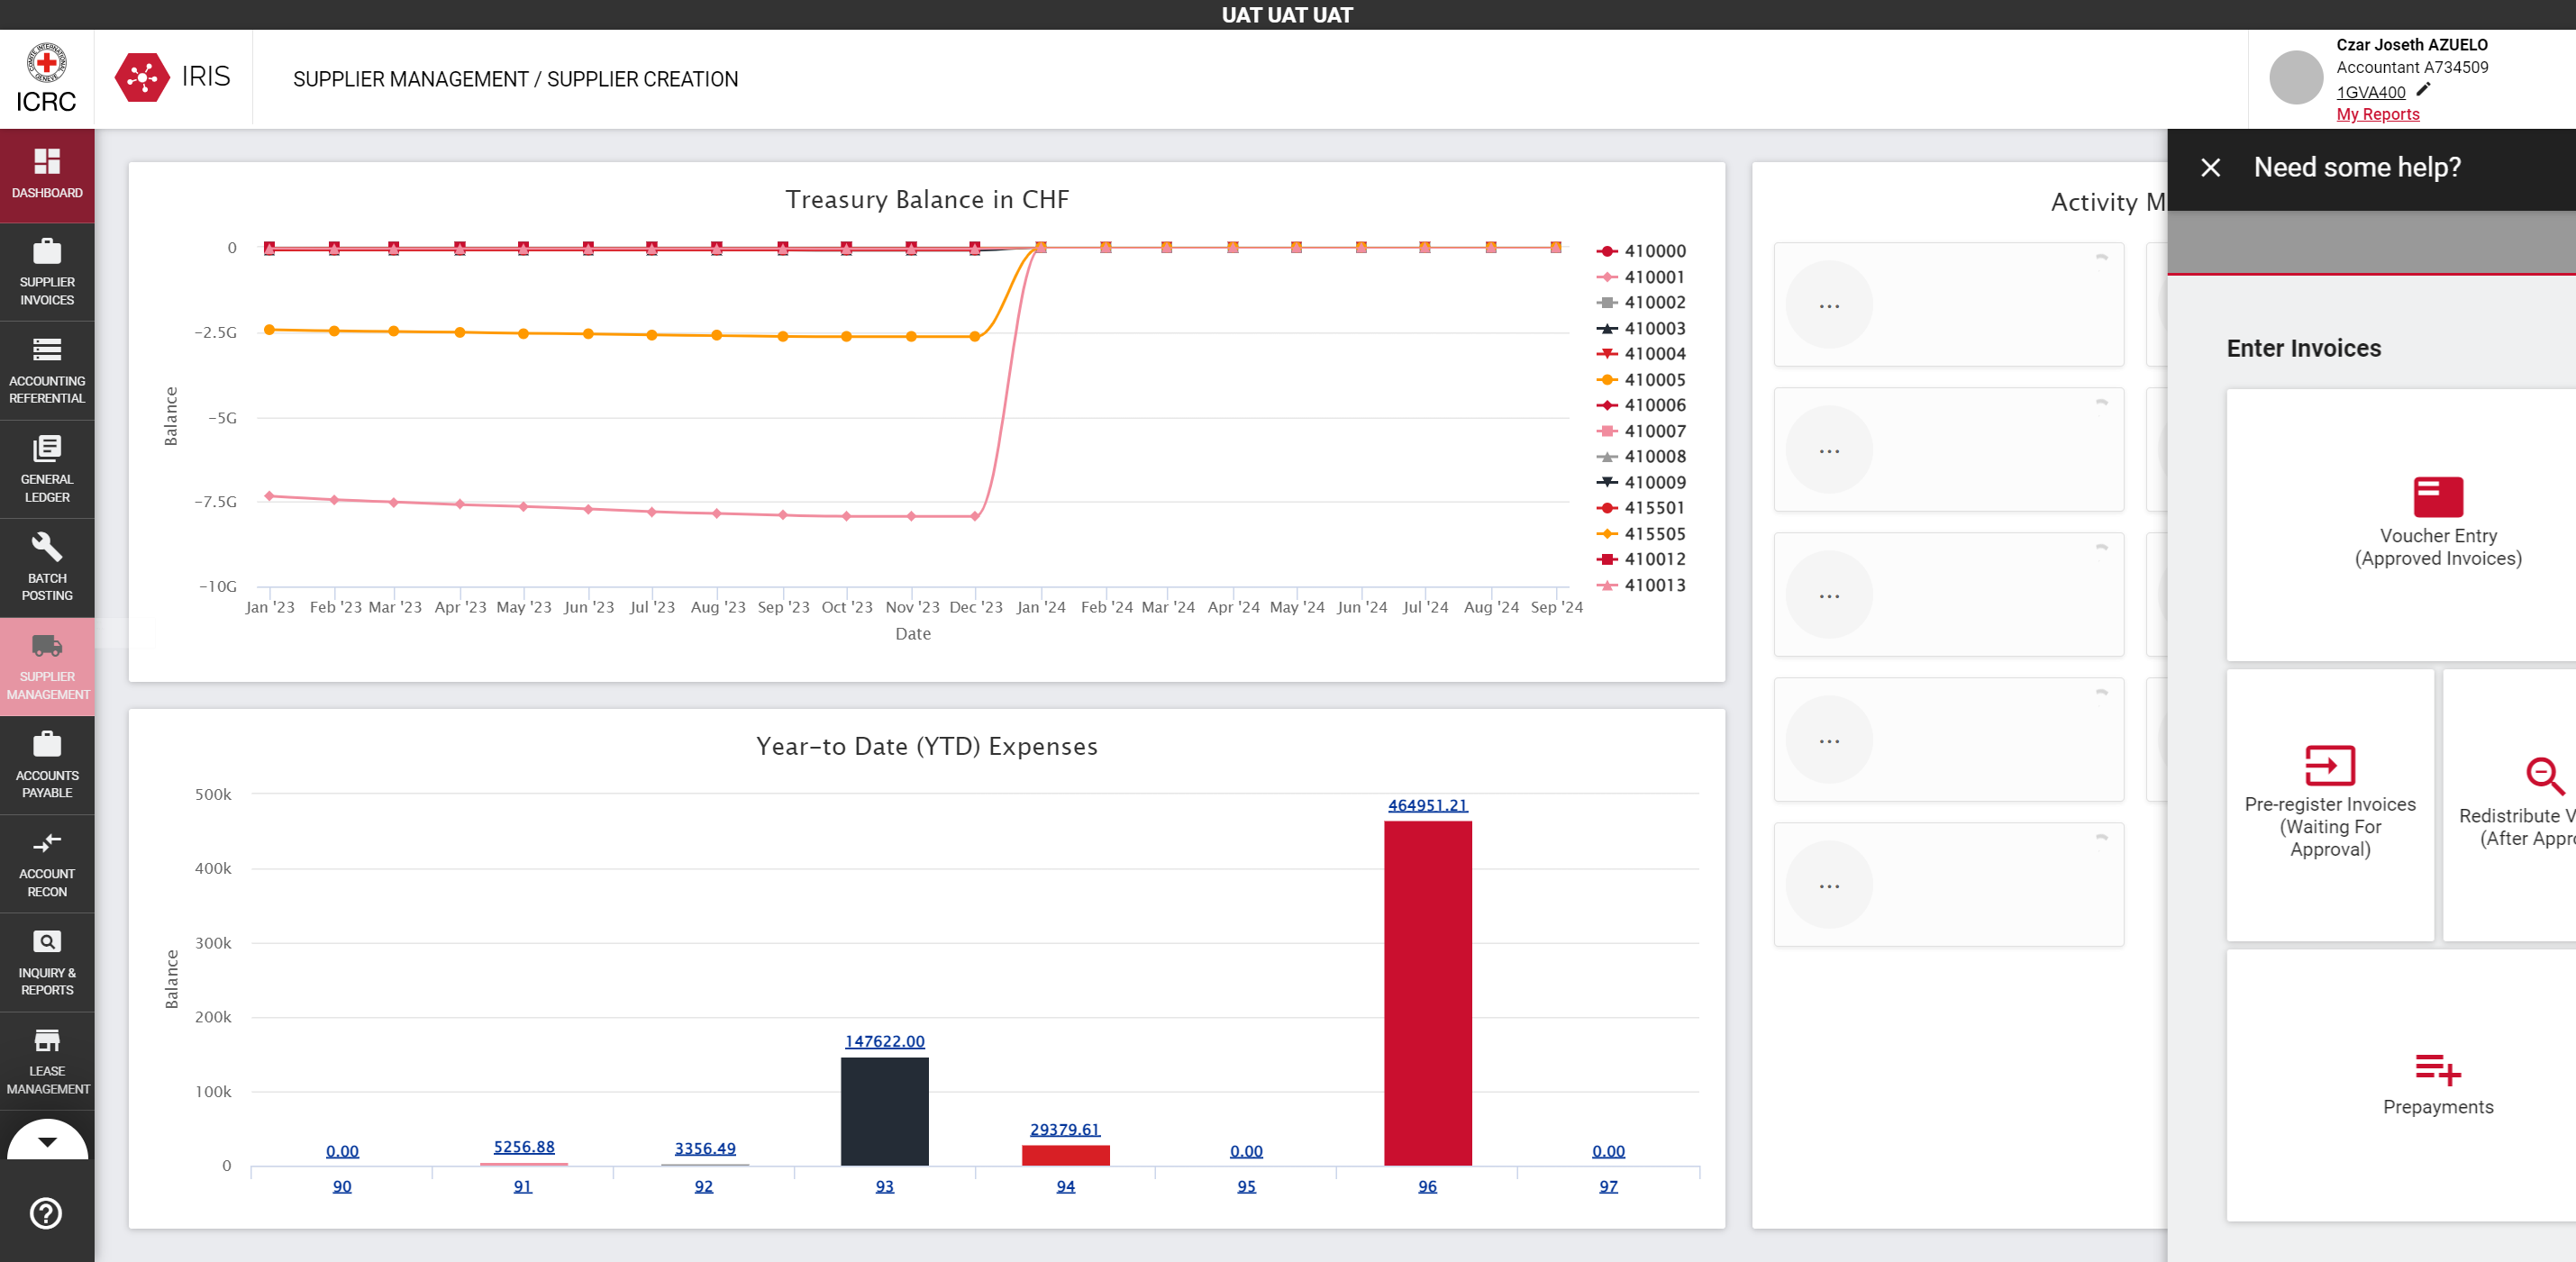 UAT UAT UAT
ICRC
IRIS
SUPPLIER MANAGEMENT / SUPPLIER CREATION
Czar Joseth AZUELO
Accountant A734509
1GVA400
My Reports
DASHBOARD
SUPPLIER
INVOICES
ACCOUNTING
REFERENTIAL
GENERAL
LEDGER
BATCH
POSTING
SUPPLIER
MANAGEMENT
ACCOUNTS
PAYABLE
ACCOUNT
RECON
INQUIRY &
REPORTS
LEASE
MANAGEMENT
Treasury Balance in CHF
0
-2.5G
-5G
-7.5G
-10G
Balance
Jan '23 Feb '23 Mar '23 Apr '23 May '23 Jun '23 Jul '23 Aug '23 Sep '23 Oct '23 Nov '23 Dec '23 Jan '24 Feb '24 Mar '24 Apr '24 May '24 Jun '24 Jul '24 Aug '24 Sep '24
Date
410000
410001
410002
410003
410004
410005
410006
410007
410008
410009
415501
415505
410012
410013
Year-to Date (YTD) Expenses
500k
400k
300k
200k
100k
0
Balance
0.00 5256.88 3356.49 147622.00 29379.61 0.00 464951.21 0.00
90 91 92 93 94 95 96 97
Activity M
...
...
...
...
...
Need some help?
Enter Invoices
Voucher Entry
(Approved Invoices)
Pre-register Invoices
(Waiting For
Approval)
Redistribute V
(After Appr
Prepayments